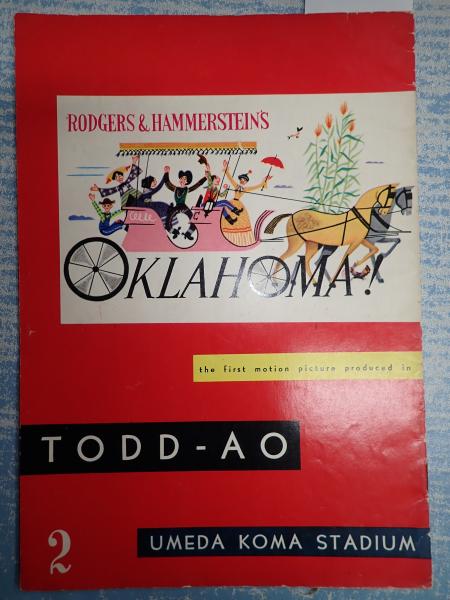 RODGERS & HAMMERSTEIN'S
OKLAHOMA!
the first motion picture produced in
TODD-AO
2
UMEDA KOMA STADIUM